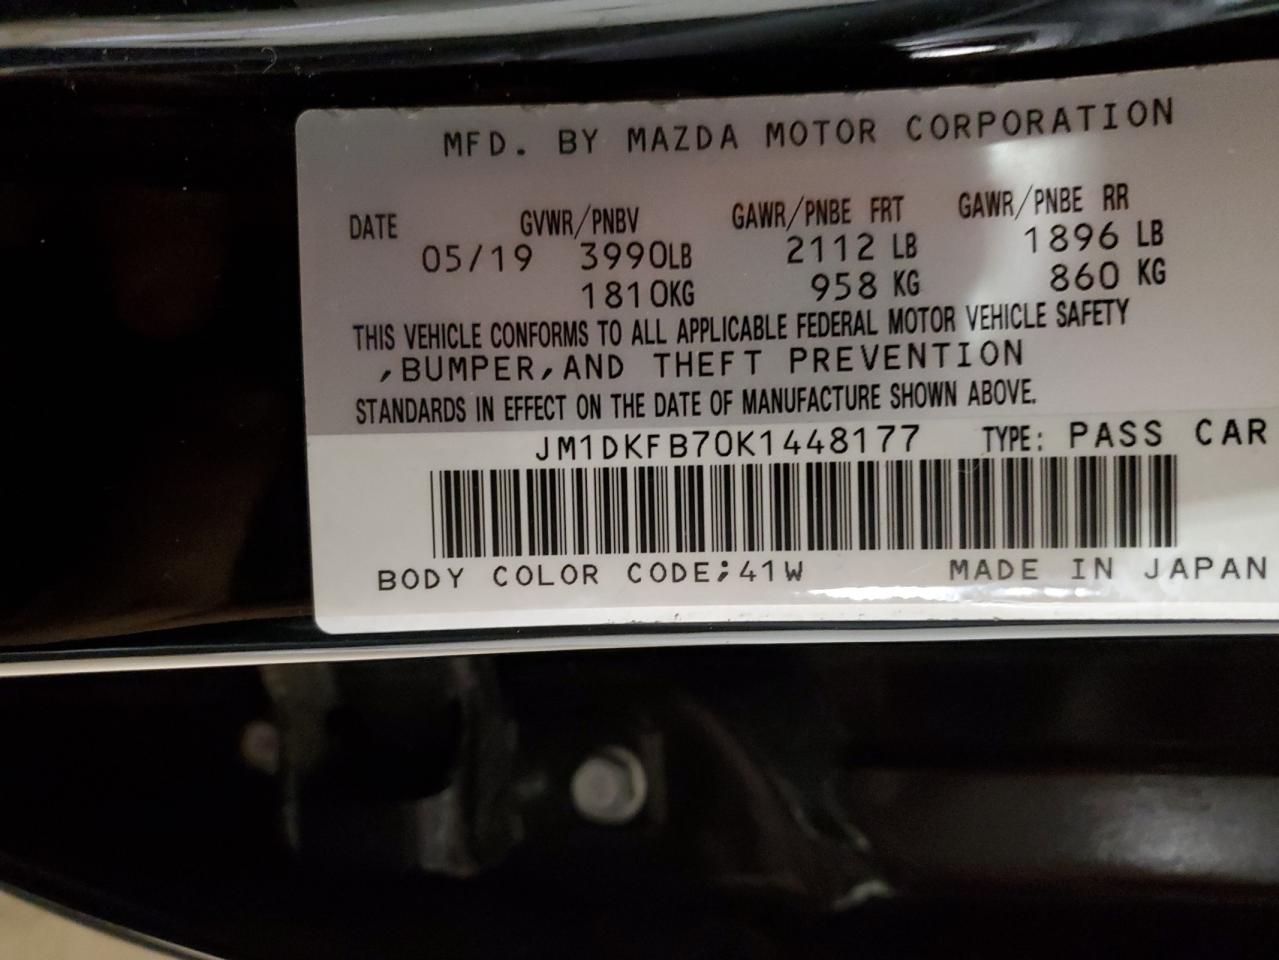 MFD. BY MAZDA MOTOR CORPORATION
DATE GVWR/PNBV GAWR/PNBE FRT GAWR/PNBE RR
05/19 3990LB 2112 LB 1896 LB
1810KG 958 KG 860 KG
THIS VEHICLE CONFORMS TO ALL APPLICABLE FEDERAL MOTOR VEHICLE SAFETY
,BUMPER,AND THEFT PREVENTION
STANDARDS IN EFFECT ON THE DATE OF MANUFACTURE SHOWN ABOVE.
JM1DKFB70K1448177 TYPE: PASS CAR
BODY COLOR CODE;41W MADE IN JAPAN